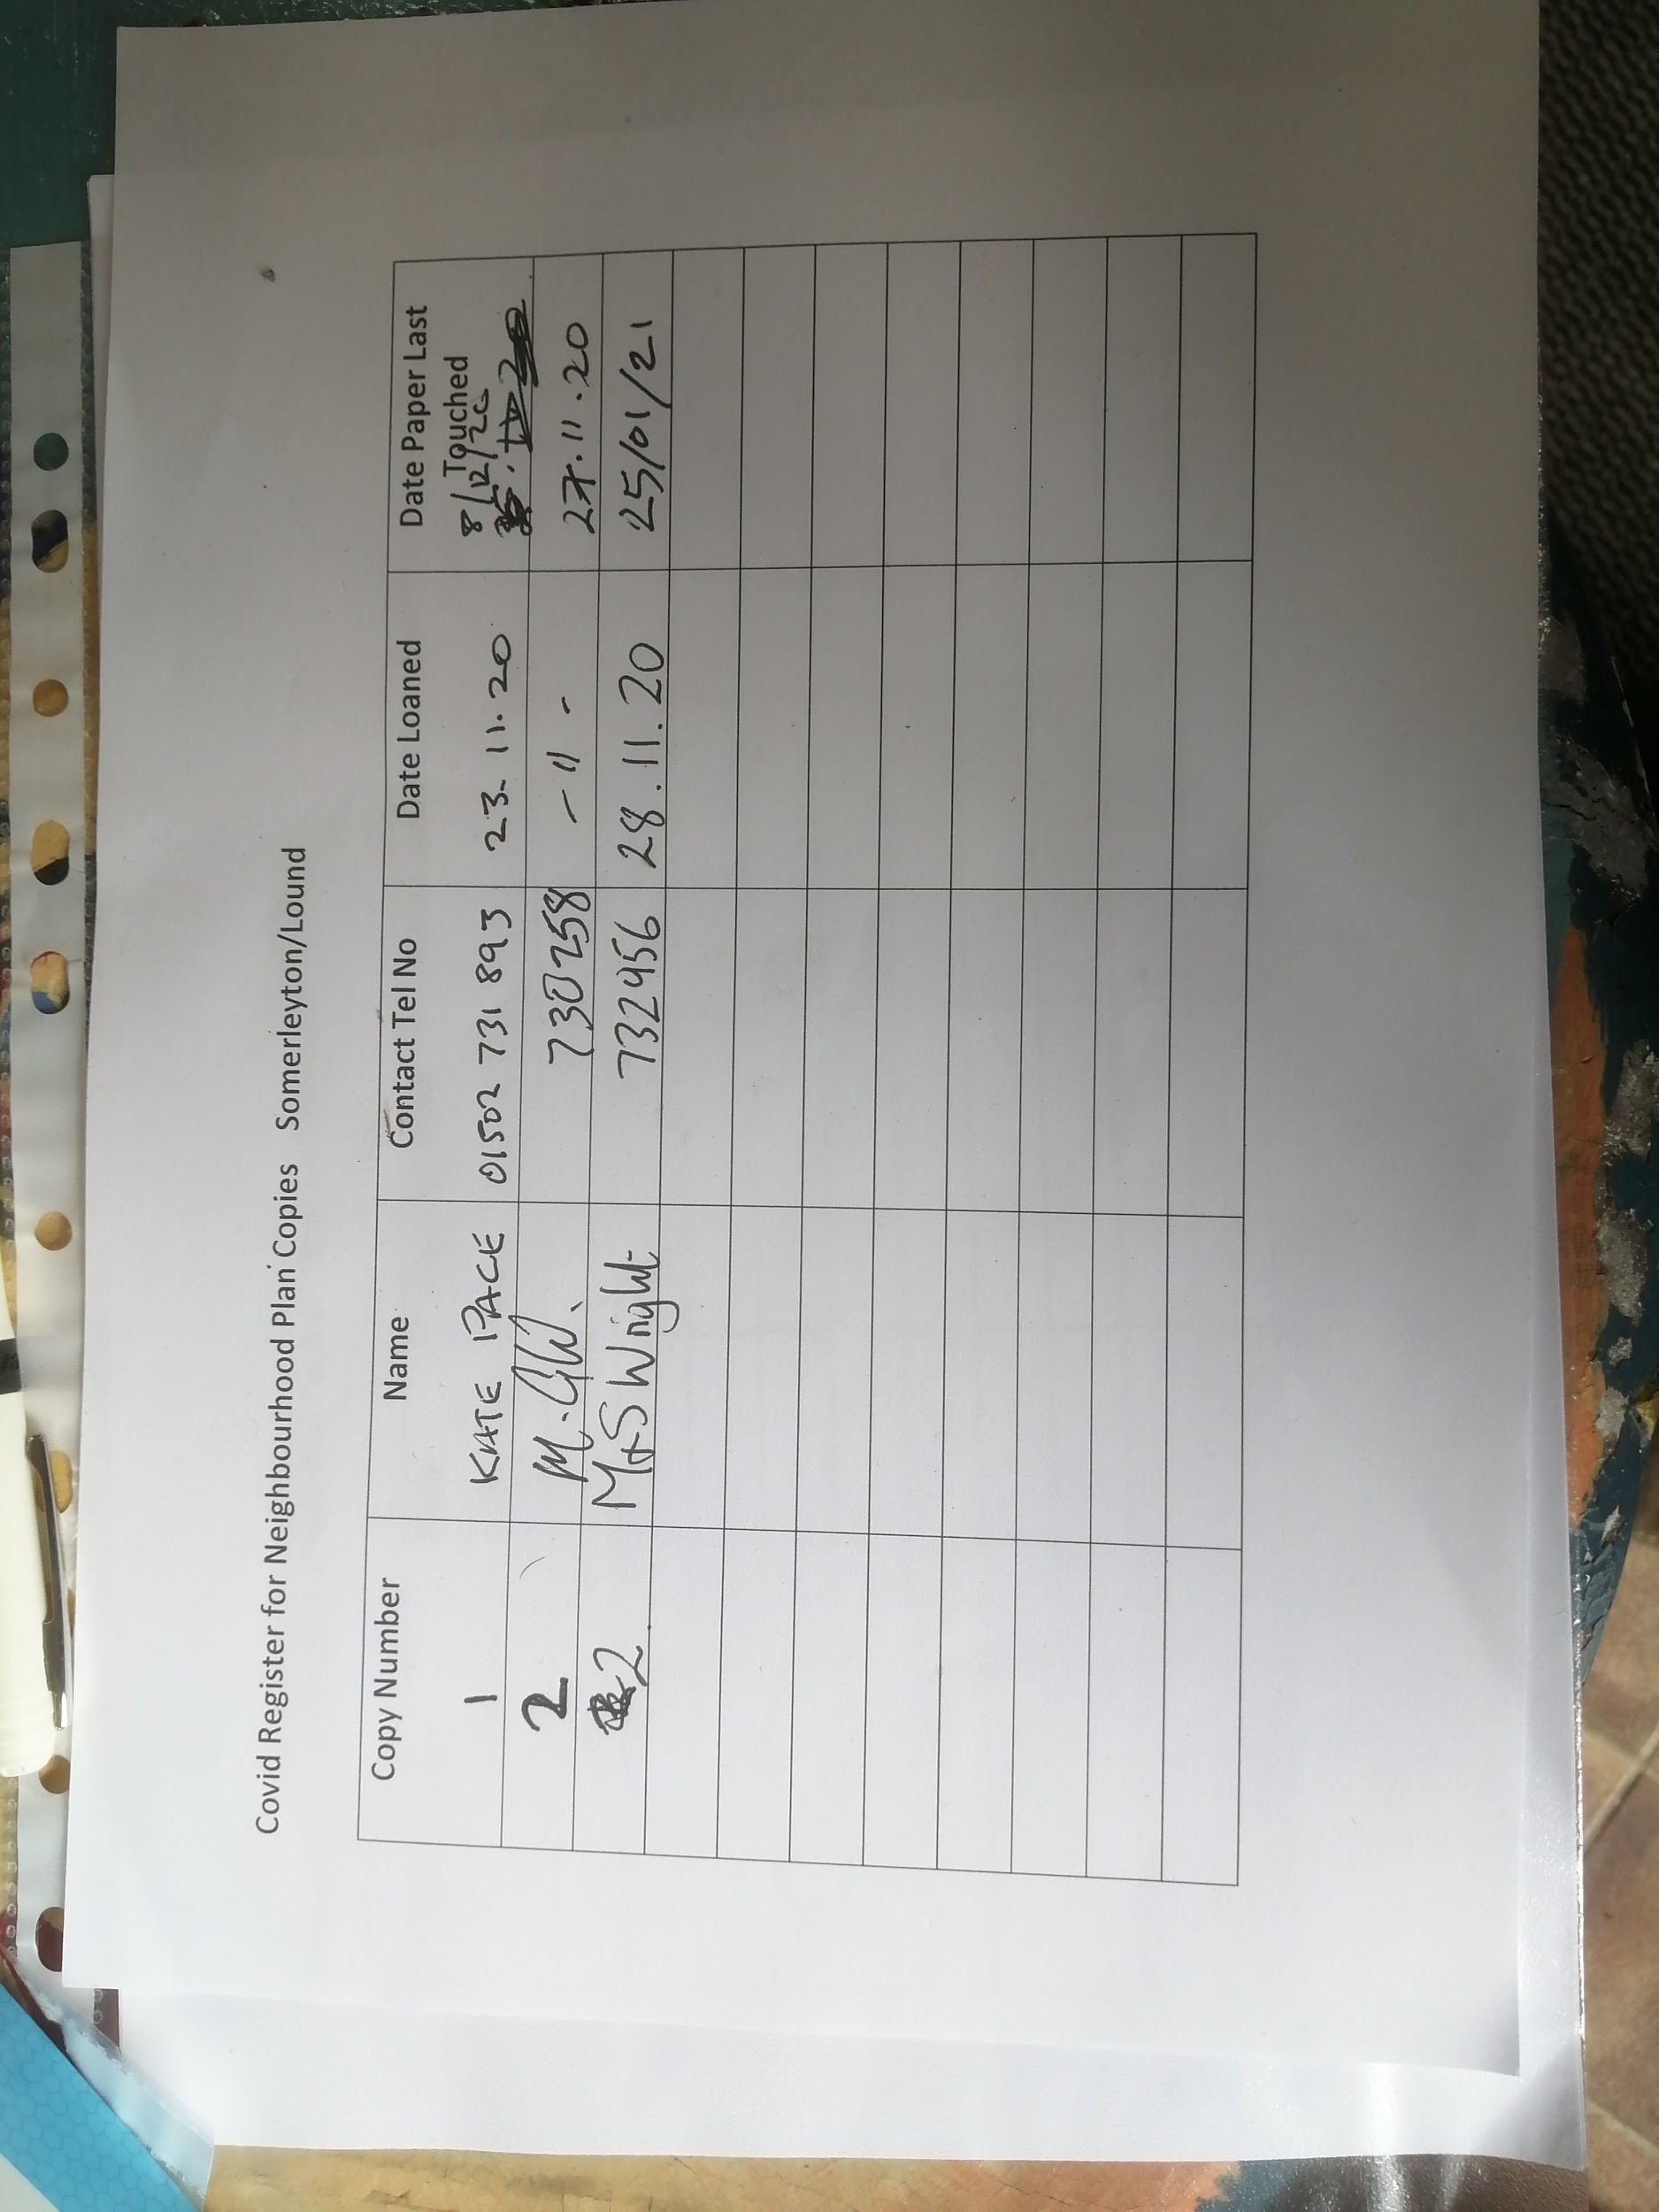 Covid Register for Neighbourhood Plan Copies Somerleyton/Lound
Copy Number Name Contact Tel No Date Loaned Date Paper Last Touched
1 KATE PACE 01502 731 893 23.11.20 8/12/20
2 M. 730258 - 11 - 27.11.20
2 M+S Wright 732456 28.11.20 25/01/21